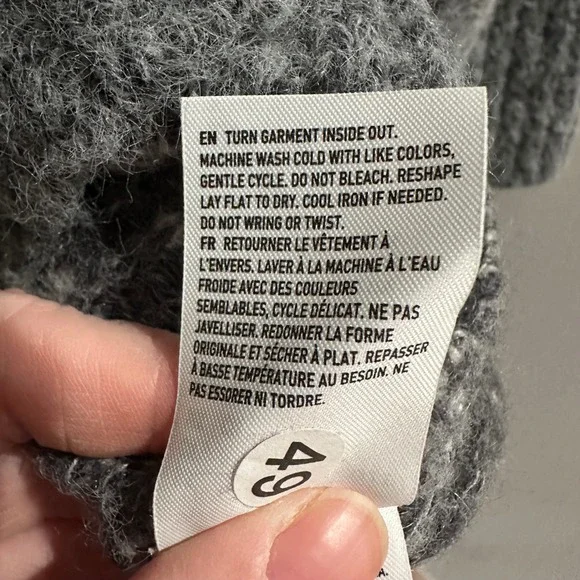 EN TURN GARMENT INSIDE OUT.
MACHINE WASH COLD WITH LIKE COLORS,
GENTLE CYCLE. DO NOT BLEACH. RESHAPE
LAY FLAT TO DRY. COOL IRON IF NEEDED.
DO NOT WRING OR TWIST.
FR RETOURNER LE VÊTEMENT À
L'ENVERS. LAVER À LA MACHINE À L'EAU
FROIDE AVEC DES COULEURS
SEMBLABLES, CYCLE DÉLICAT. NE PAS
JAVELLISER. REDONNER LA FORME
ORIGINALE ET SÉCHER À PLAT. REPASSER
À BASSE TEMPÉRATURE AU BESOIN. NE
PAS ESSORER NI TORDRE.
49